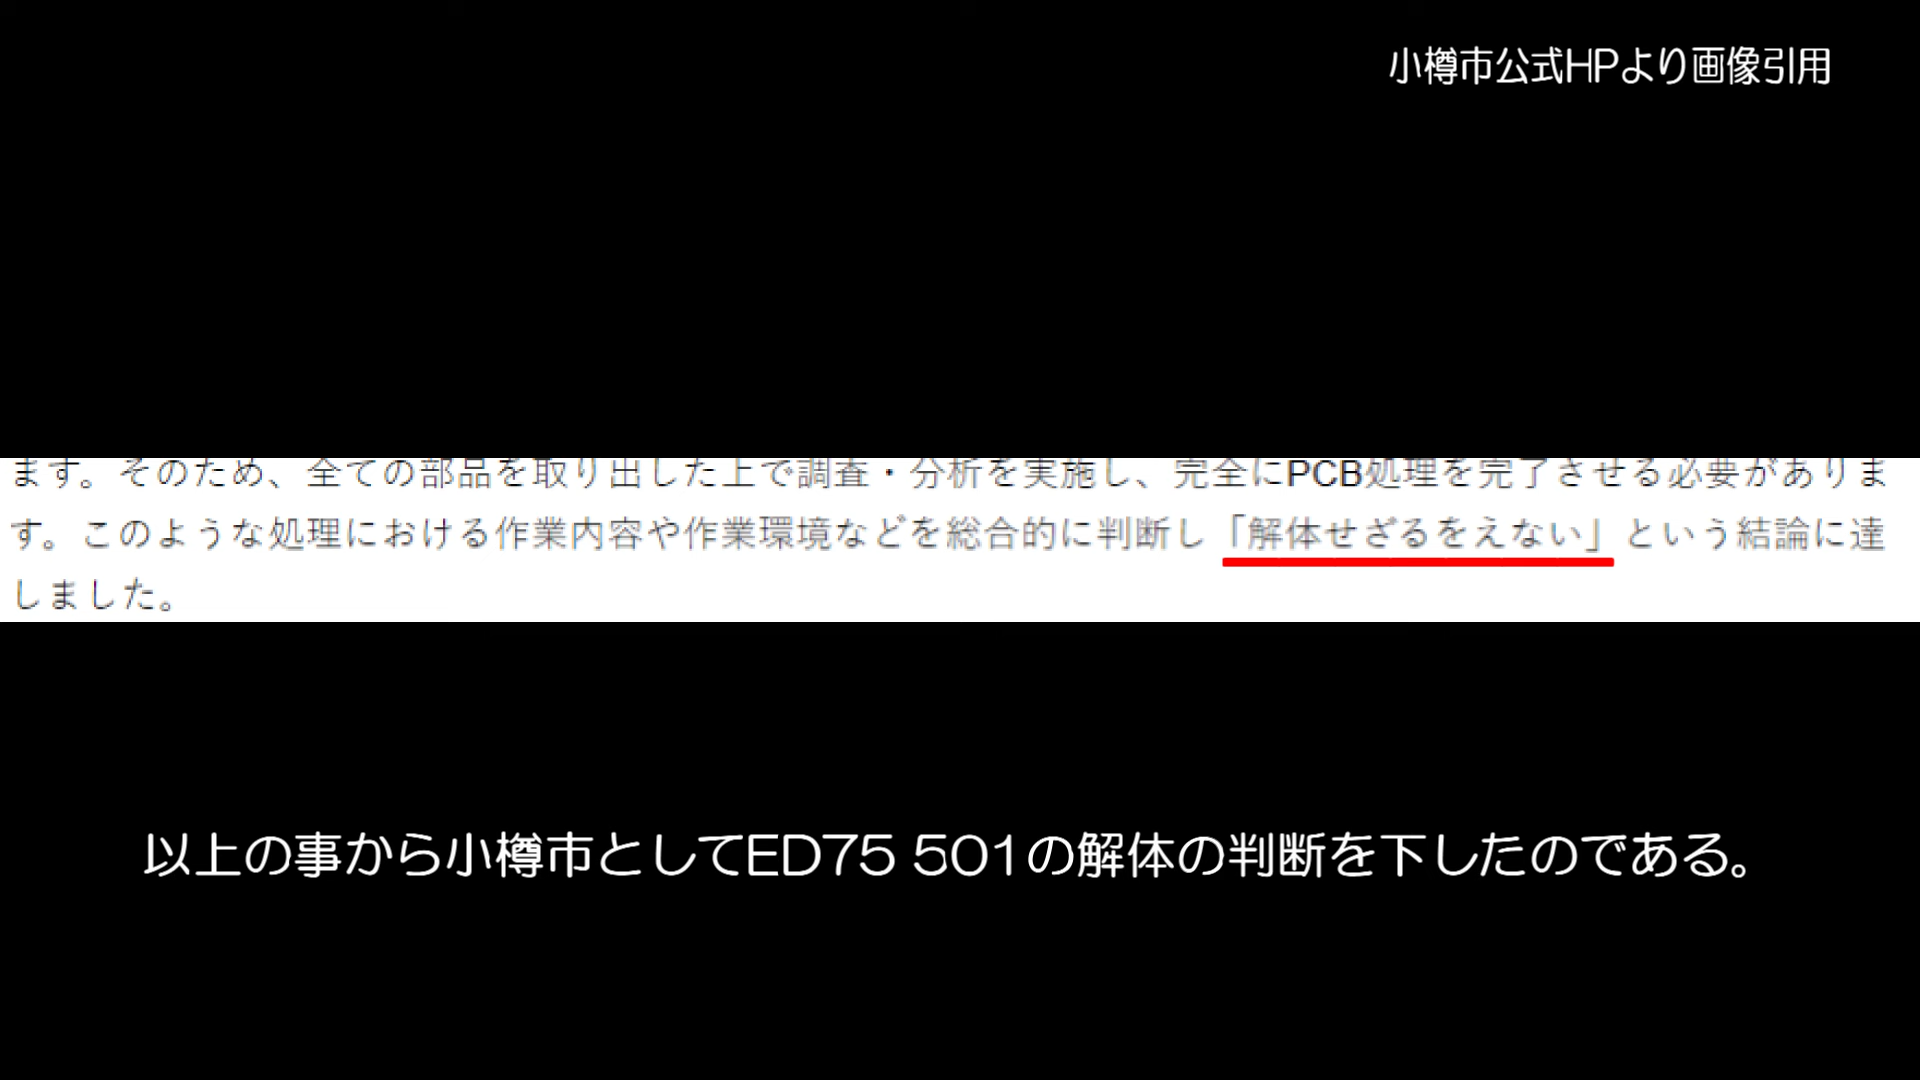 小樽市公式HPより画像引用
ます。そのため、全ての部品を取り出した上で調査・分析を実施し、完全にPCB処理を完了させる必要がありま
す。このような処理における作業内容や作業環境などを総合的に判断し「解体せざるをえない」という結論に達
しました。
以上の事から小樽市としてED75 501の解体の判断を下したのである。